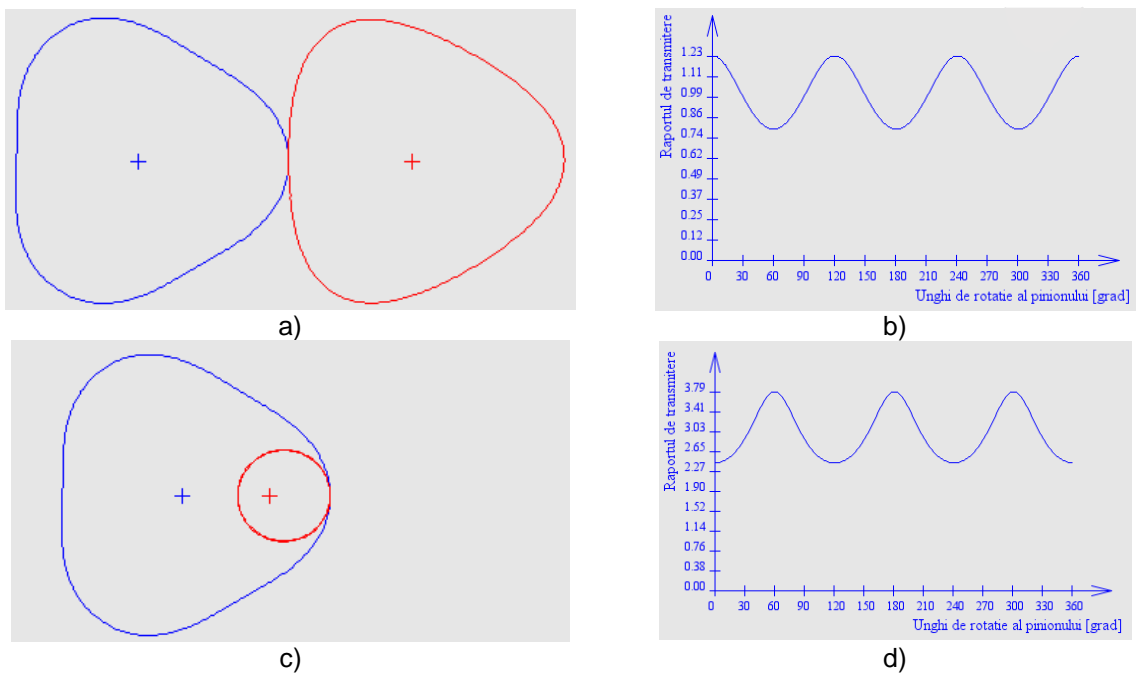 Raportul de transmitere
1.23
1.11
0.99
0.86
0.74
0.62
0.49
0.37
0.25
0.12
0.00
0 30 60 90 120 150 180 210 240 270 300 330 360
Unghi de rotatie al pinionului [grad]
a)
b)
Raportul de transmitere
3.79
3.41
3.03
2.65
2.27
1.90
1.52
1.14
0.76
0.38
0.00
0 30 60 90 120 150 180 210 240 270 300 330 360
Unghi de rotatie al pinionului [grad]
c)
d)